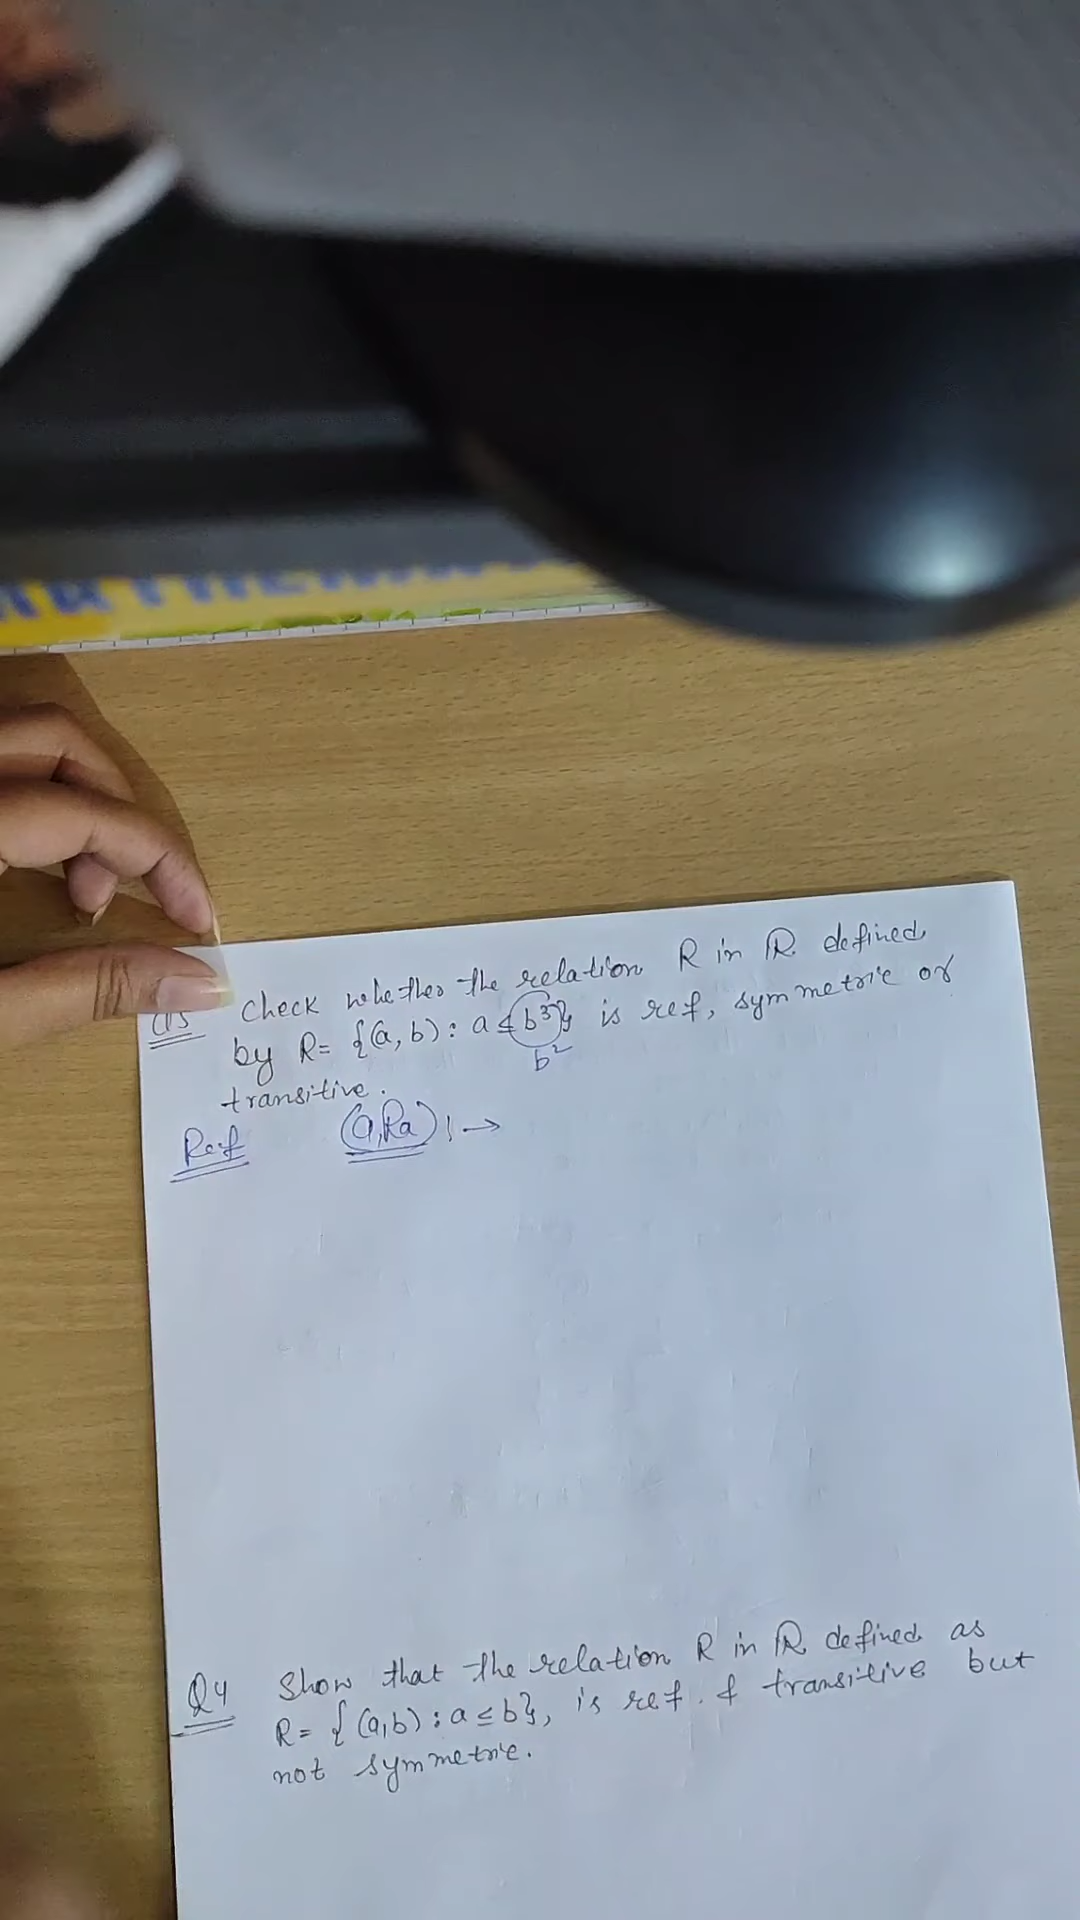 Q5 Check whether the relation R in R defined
by R = {(a, b) : a ≤ b³} is ref, symmetric or
b²
transitive.
Ref (a,Ra) | →
Q4 Show that the relation R in R defined as
R = {(a,b) : a ≤ b}, is ref. & transitive but
not symmetric.